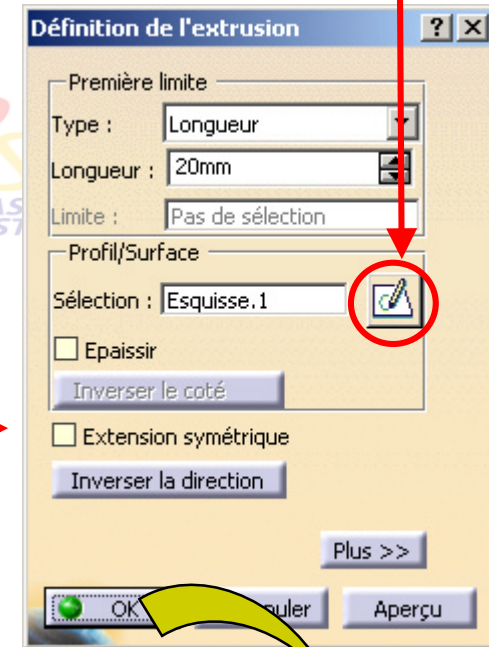 Définition de l'extrusion
Première limite
Type : Longueur
Longueur : 20mm
Limite : Pas de sélection
Profil/Surface
Sélection : Esquisse.1
Epaissir
Inverser le coté
Extension symétrique
Inverser la direction
Plus >>
OK Aperçu